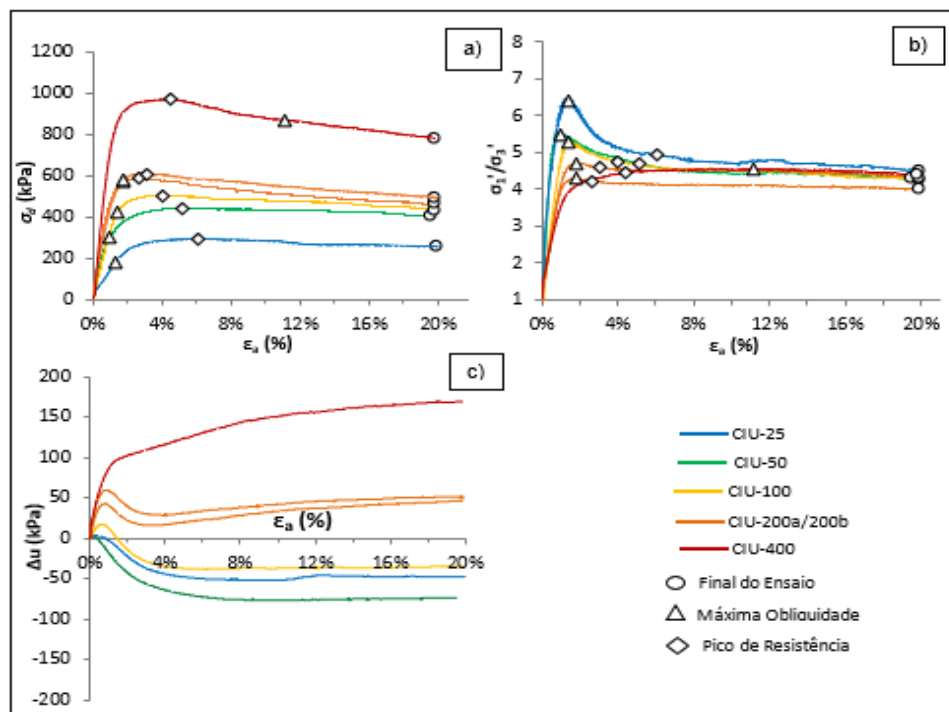 a)
1200
1000
800
600
400
200
0
σd (kPa)
0% 4% 8% 12% 16% 20%
εa (%)
b)
8
7
6
5
4
3
2
1
σ1'/σ3'
0% 4% 8% 12% 16% 20%
εa (%)
c)
200
150
100
50
0
-50
-100
-150
-200
Δu (kPa)
εa (%)
0% 4% 8% 12% 16% 20%
CIU-25
CIU-50
CIU-100
CIU-200a/200b
CIU-400
Final do Ensaio
Máxima Obliquidade
Pico de Resistência